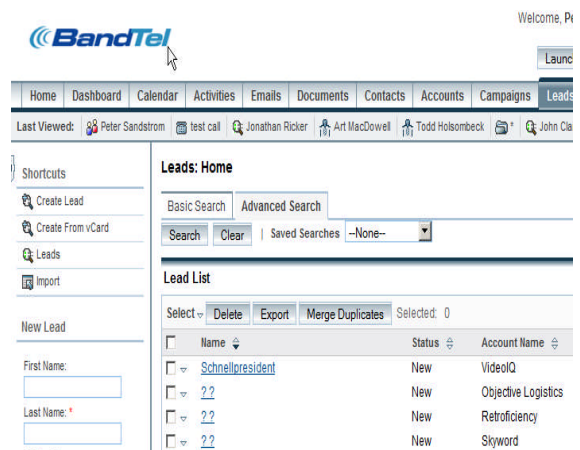 Welcome, Pe
BandTel
Launch
Home Dashboard Calendar Activities Emails Documents Contacts Accounts Campaigns Leads
Last Viewed: Peter Sandstrom test call Jonathan Ricker Art MacDowell Todd Holsombeck * John Cla
Shortcuts
Create Lead
Create From vCard
Leads
Import
New Lead
First Name:
Last Name: *
Leads: Home
Basic Search Advanced Search
Search Clear | Saved Searches --None--
Lead List
Select Delete Export Merge Duplicates Selected: 0
Name Status Account Name
Schnellpresident New VideoIQ
? ? New Objective Logistics
? ? New Retroficiency
? ? New Skyword